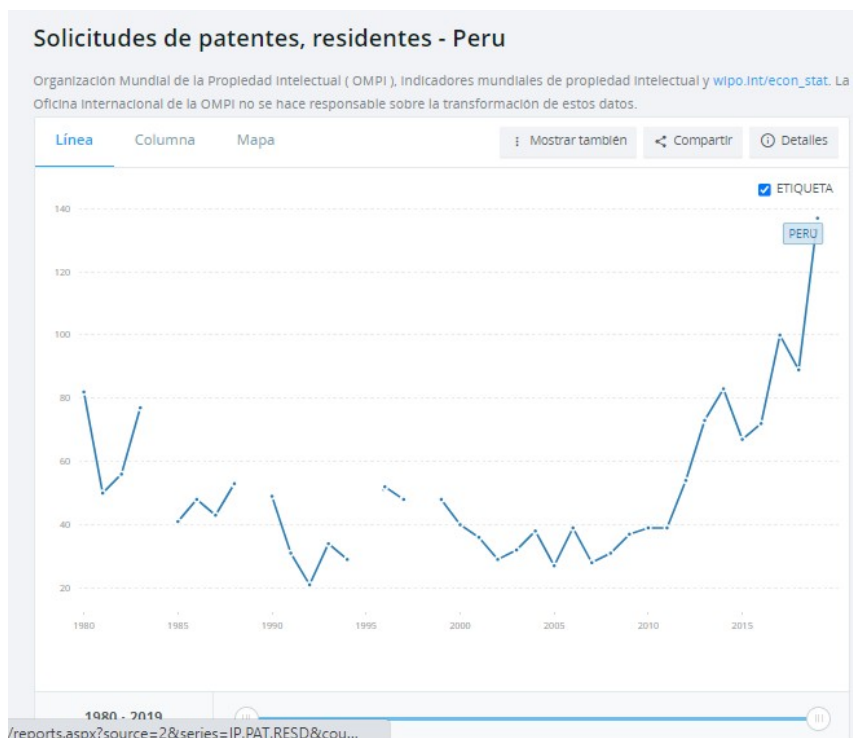 Solicitudes de patentes, residentes - Peru
Organización Mundial de la Propiedad Intelectual ( OMPI ), indicadores mundiales de propiedad intelectual y wipo.int/econ_stat. La
Oficina Internacional de la OMPI no se hace responsable sobre la transformación de estos datos.
Línea Columna Mapa Mostrar también Compartir Detalles
ETIQUETA
140
PERÚ
120
100
80
60
40
20
1980 1985 1990 1995 2000 2005 2010 2015
1980 - 2019
/reports.aspx?source=2&series=IP.PAT.RESD&cou...